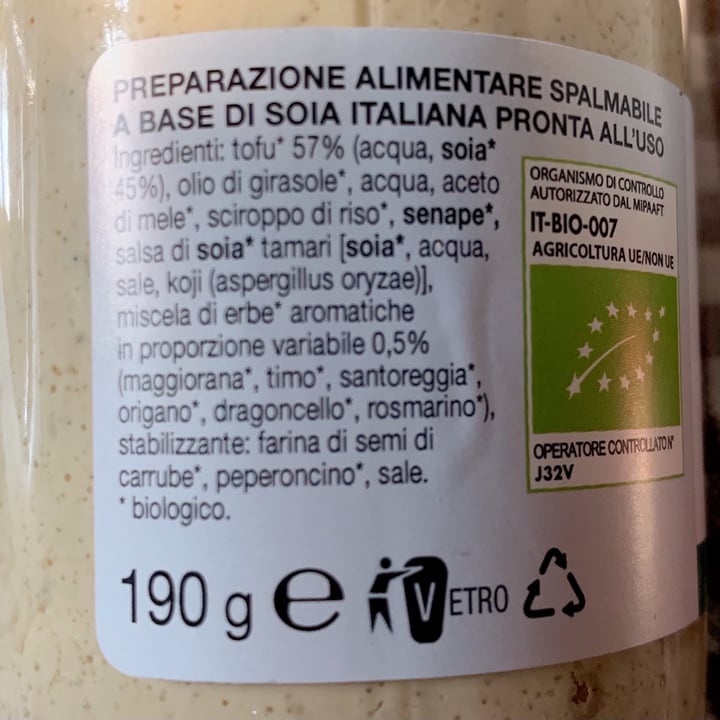 PREPARAZIONE ALIMENTARE SPALMABILE
A BASE DI SOIA ITALIANA PRONTA ALL'USO
Ingredienti: tofu* 57% (acqua, soia*
45%), olio di girasole*, acqua, aceto
di mele*, sciroppo di riso*, senape*,
salsa di soia* tamari [soia*, acqua,
sale, koji (aspergillus oryzae)],
miscela di erbe* aromatiche
in proporzione variabile 0,5%
(maggiorana*, timo*, santoreggia*,
origano*, dragoncello*, rosmarino*),
stabilizzante: farina di semi di
carrube*, peperoncino*, sale.
* biologico.
ORGANISMO DI CONTROLLO
AUTORIZZATO DAL MIPAAFT
IT-BIO-007
AGRICOLTURA UE/NON UE
OPERATORE CONTROLLATO N°
J32V
190 g e VETRO